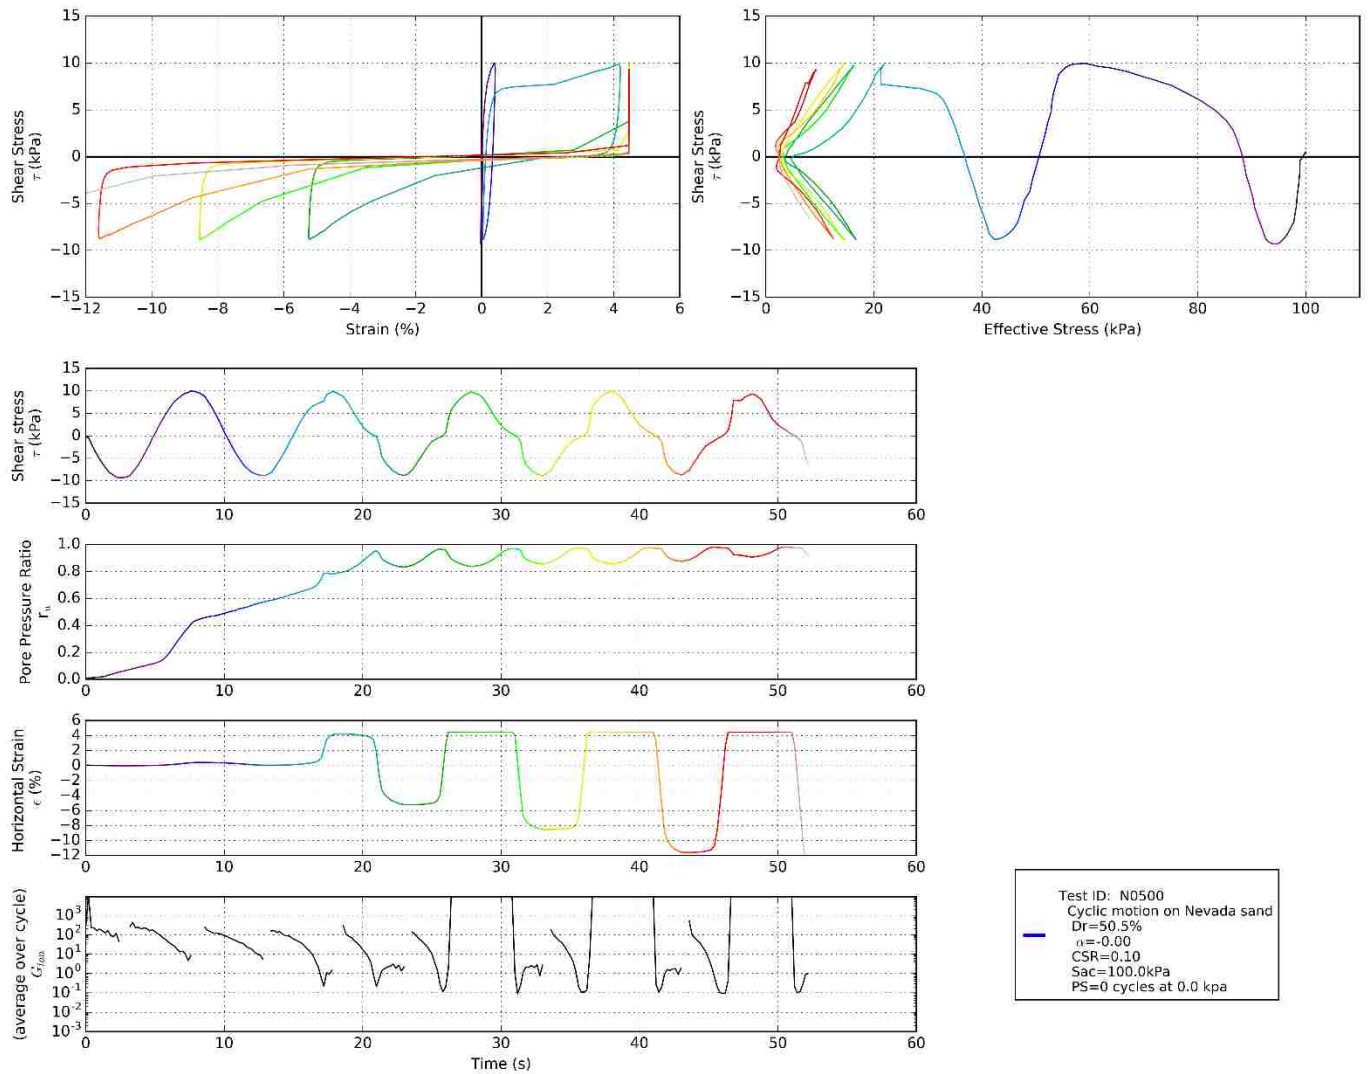 15
10
5
0
−5
−10
−15
Shear Stress
τ (kPa)
−12 −10 −8 −6 −4 −2 0 2 4 6
Strain (%)
15
10
5
0
−5
−10
−15
Shear Stress
τ (kPa)
0 20 40 60 80 100
Effective Stress (kPa)
15
10
5
0
−5
−10
−15
Shear stress
τ (kPa)
0 10 20 30 40 50 60
1.0
0.8
0.6
0.4
0.2
0.0
Pore Pressure Ratio
rᵤ
0 10 20 30 40 50 60
6
4
2
0
−2
−4
−6
−8
−10
−12
Horizontal Strain
ϵ (%)
0 10 20 30 40 50 60
10³
10²
10¹
10⁰
10⁻¹
10⁻²
10⁻³
(average over cycle)
0 10 20 30 40 50 60
Time (s)
Test ID: N0500
Cyclic motion on Nevada sand
Dr=50.5%
α=-0.00
CSR=0.10
Sac=100.0kPa
PS=0 cycles at 0.0 kpa